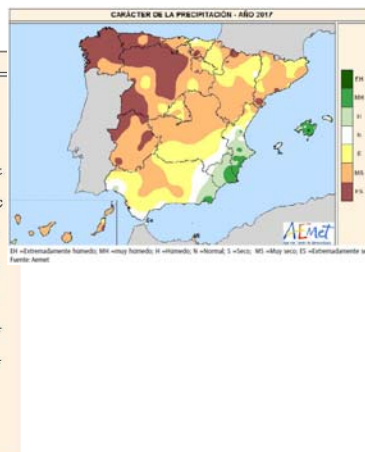 CARÁCTER DE LA PRECIPITACIÓN - AÑO 2017
EH
MH
H
N
S
MS
ES
AEmet
EH =Extremadamente húmedo; MH =muy húmedo; H =Húmedo; N =Normal; S =Seco; MS =Muy seco; ES =Extremadamente s
Fuente: Aemet